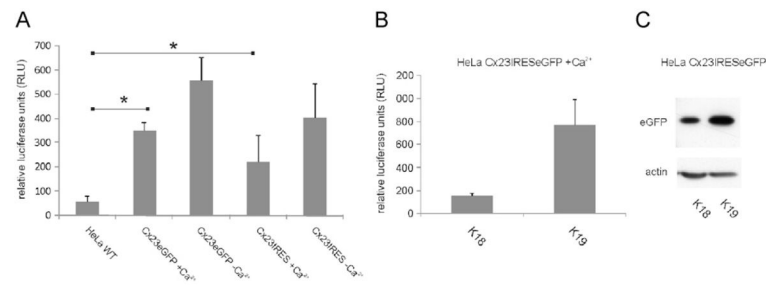 A
relative luciferase units (RLU)
700
600
500
400
300
200
100
0
*
*
HeLa WT
Cx23eGFP +Ca²⁺
Cx23eGFP -Ca²⁺
Cx23IRES +Ca²⁺
Cx23IRES -Ca²⁺
B
HeLa Cx23IRESeGFP +Ca²⁺
relative luciferase units (RLU)
200
000
800
600
400
200
0
K18
K19
C
HeLa Cx23IRESeGFP
eGFP
actin
K18
K19